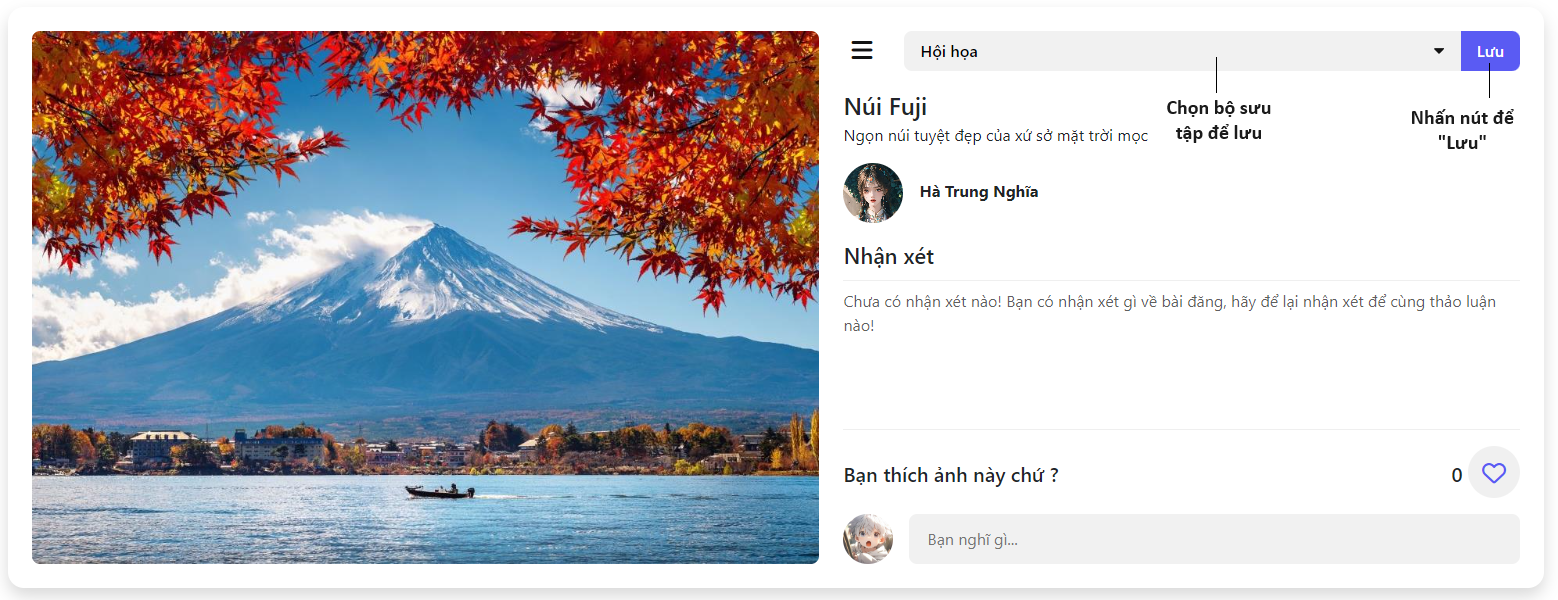 Hội họa
Lưu
Chọn bộ sưu
tập để lưu
Nhấn nút để
"Lưu"
Núi Fuji
Ngọn núi tuyệt đẹp của xứ sở mặt trời mọc
Hà Trung Nghĩa
Nhận xét
Chưa có nhận xét nào! Bạn có nhận xét gì về bài đăng, hãy để lại nhận xét để cùng thảo luận
nào!
Bạn thích ảnh này chứ ?
0
Bạn nghĩ gì...